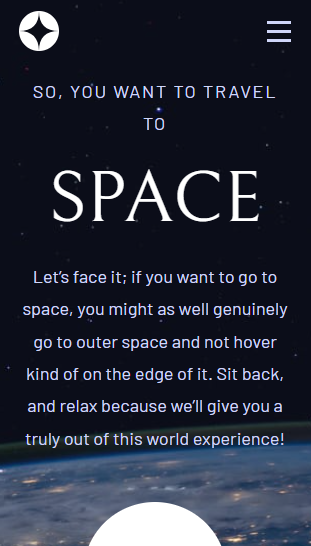 SO, YOU WANT TO TRAVEL
TO
SPACE
Let’s face it; if you want to go to
space, you might as well genuinely
go to outer space and not hover
kind of on the edge of it. Sit back,
and relax because we’ll give you a
truly out of this world experience!